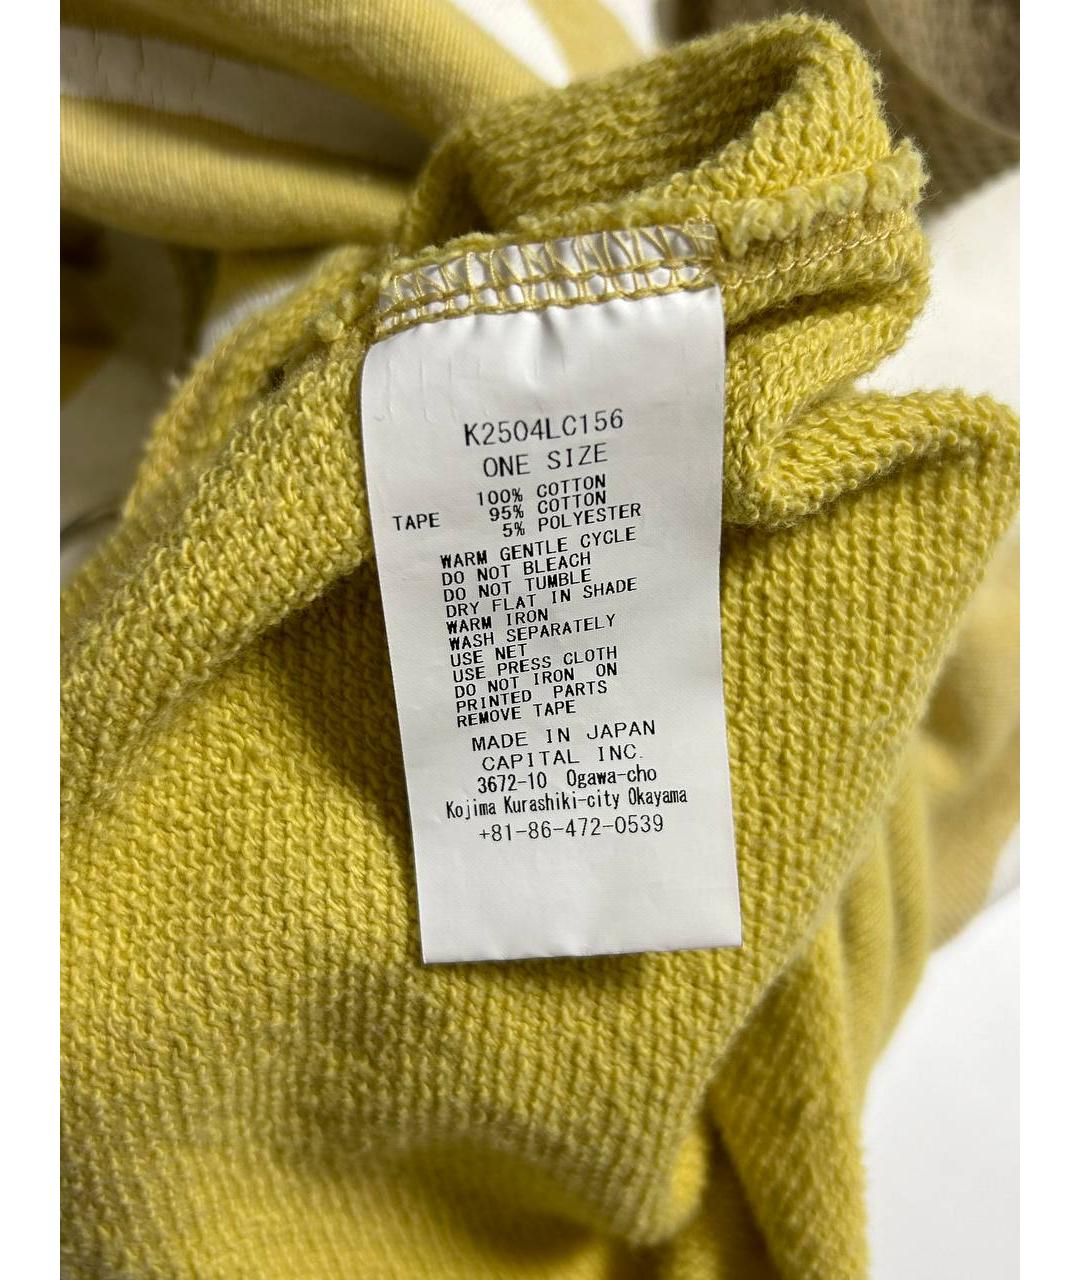 K2504LC156
ONE SIZE
100% COTTON
TAPE 95% COTTON
5% POLYESTER
WARM GENTLE CYCLE
DO NOT BLEACH
DO NOT TUMBLE
DRY FLAT IN SHADE
WARM IRON
WASH SEPARATELY
USE NET
USE PRESS CLOTH
DO NOT IRON ON
PRINTED PARTS
REMOVE TAPE
MADE IN JAPAN
CAPITAL INC.
3672-10 Ogawa-cho
Kojima Kurashiki-city Okayama
+81-86-472-0539